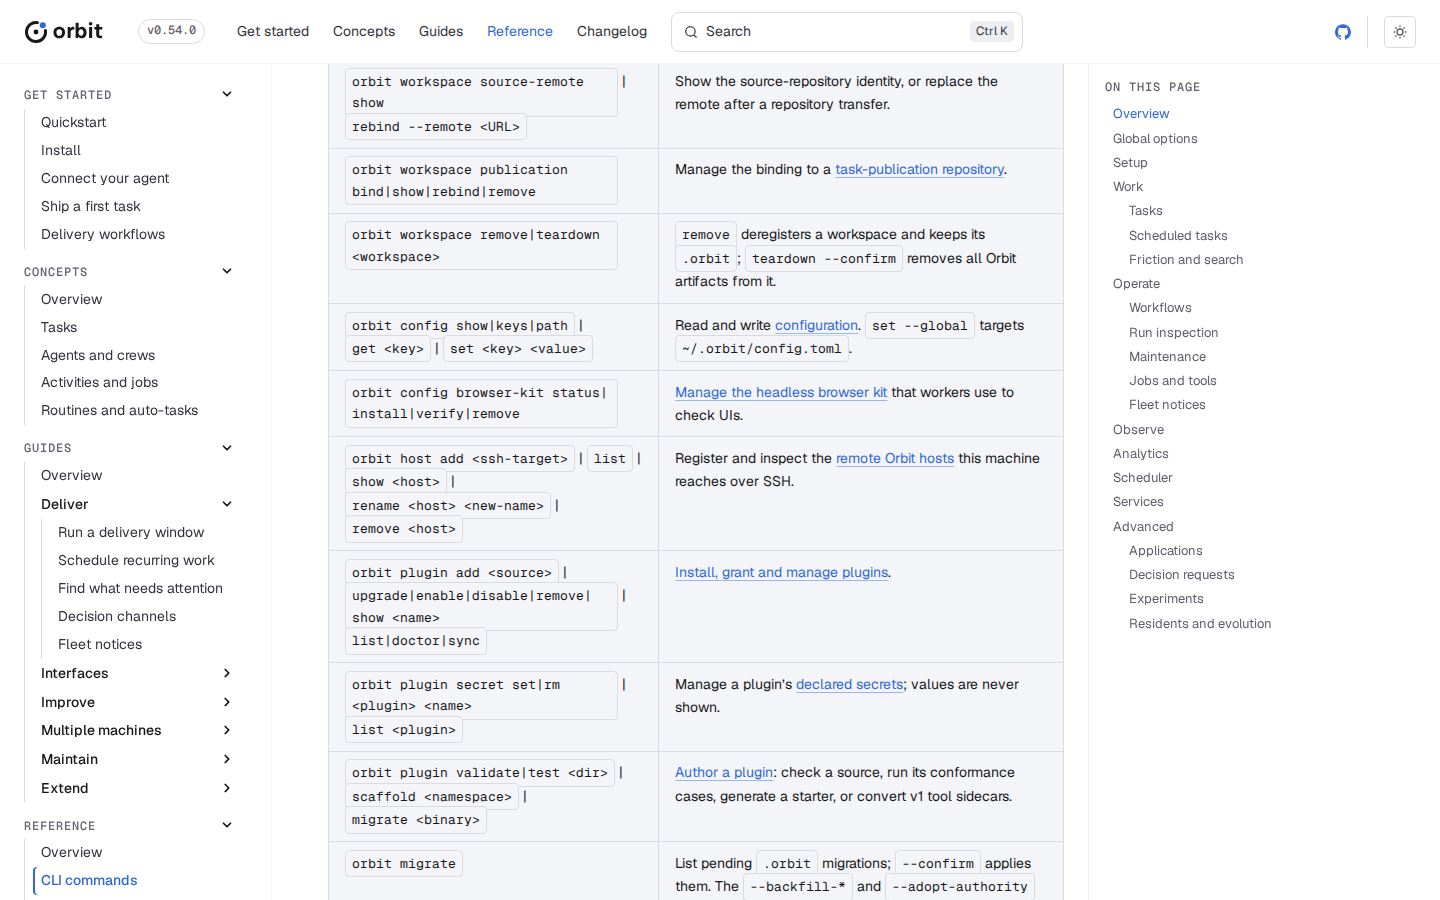 orbit
v0.54.0
Get started
Concepts
Guides
Reference
Changelog
Search
Ctrl K
GET STARTED
Quickstart
Install
Connect your agent
Ship a first task
Delivery workflows
CONCEPTS
Overview
Tasks
Agents and crews
Activities and jobs
Routines and auto-tasks
GUIDES
Overview
Deliver
Run a delivery window
Schedule recurring work
Find what needs attention
Decision channels
Fleet notices
Interfaces
Improve
Multiple machines
Maintain
Extend
REFERENCE
Overview
CLI commands
orbit workspace source-remote |
show
rebind --remote <URL>
Show the source-repository identity, or replace the
remote after a repository transfer.
orbit workspace publication
bind|show|rebind|remove
Manage the binding to a task-publication repository.
orbit workspace remove|teardown
<workspace>
remove deregisters a workspace and keeps its
.orbit; teardown --confirm removes all Orbit
artifacts from it.
orbit config show|keys|path |
get <key> | set <key> <value>
Read and write configuration. set --global targets
~/.orbit/config.toml.
orbit config browser-kit status|
install|verify|remove
Manage the headless browser kit that workers use to
check UIs.
orbit host add <ssh-target> | list |
show <host> |
rename <host> <new-name> |
remove <host>
Register and inspect the remote Orbit hosts this machine
reaches over SSH.
orbit plugin add <source> |
upgrade|enable|disable|remove| |
show <name>
list|doctor|sync
Install, grant and manage plugins.
orbit plugin secret set|rm |
<plugin> <name>
list <plugin>
Manage a plugin's declared secrets; values are never
shown.
orbit plugin validate|test <dir> |
scaffold <namespace> |
migrate <binary>
Author a plugin: check a source, run its conformance
cases, generate a starter, or convert v1 tool sidecars.
orbit migrate
List pending .orbit migrations; --confirm applies
them. The --backfill-* and --adopt-authority
ON THIS PAGE
Overview
Global options
Setup
Work
Tasks
Scheduled tasks
Friction and search
Operate
Workflows
Run inspection
Maintenance
Jobs and tools
Fleet notices
Observe
Analytics
Scheduler
Services
Advanced
Applications
Decision requests
Experiments
Residents and evolution